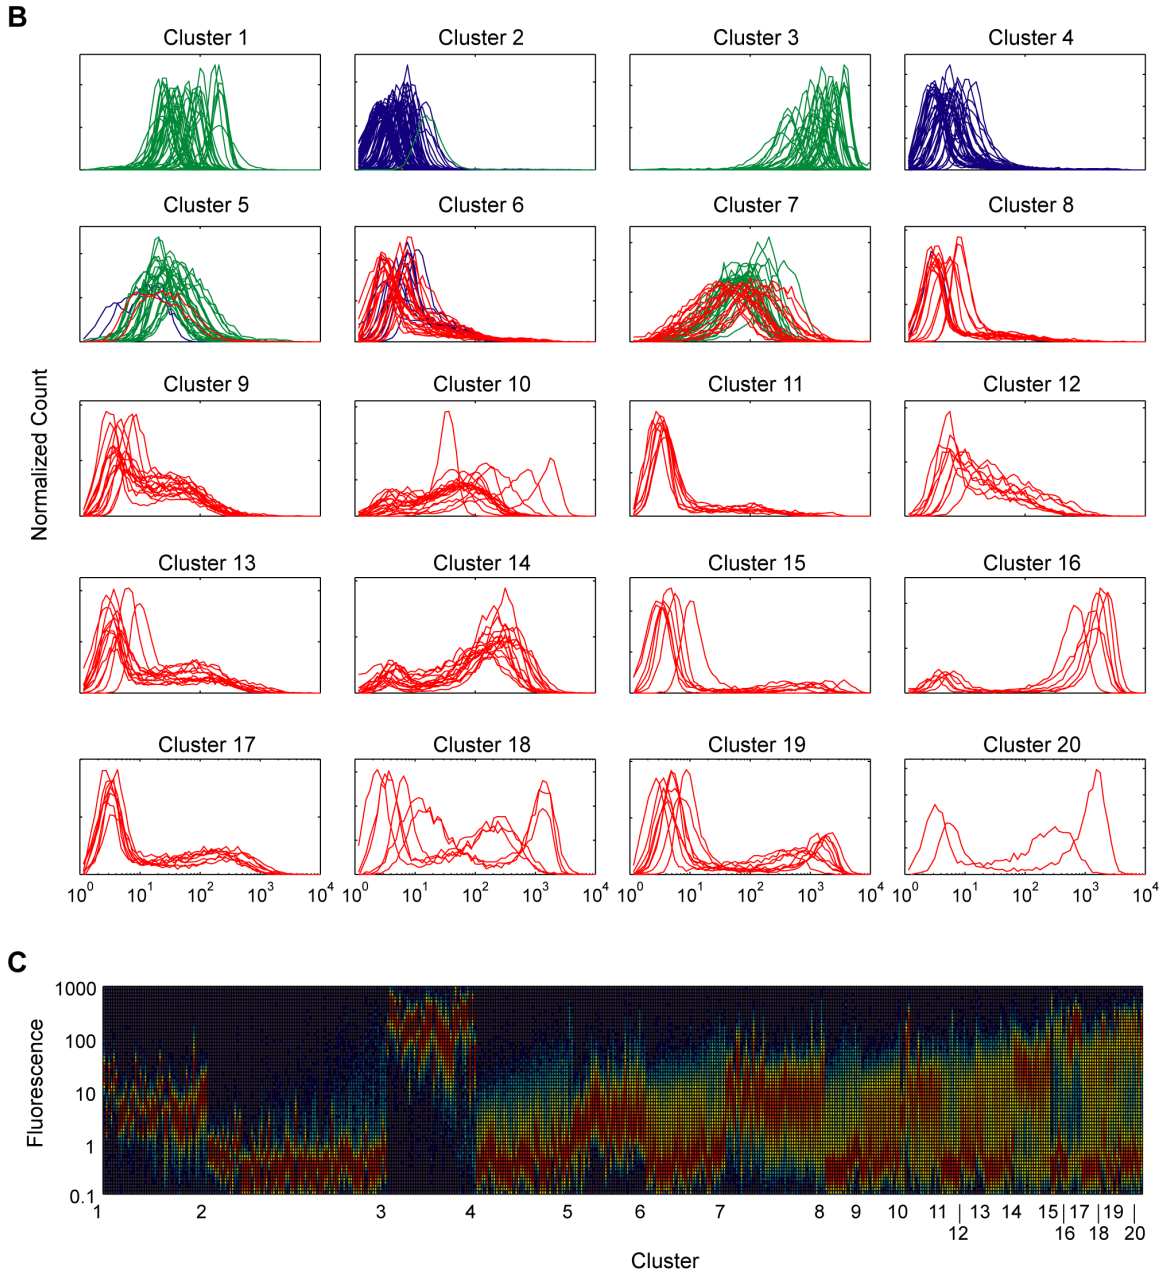 B
Cluster 1 Cluster 2 Cluster 3 Cluster 4
Cluster 5 Cluster 6 Cluster 7 Cluster 8
Cluster 9 Cluster 10 Cluster 11 Cluster 12
Normalized Count
Cluster 13 Cluster 14 Cluster 15 Cluster 16
Cluster 17 Cluster 18 Cluster 19 Cluster 20
10⁰ 10¹ 10² 10³ 10⁴ 10⁰ 10¹ 10² 10³ 10⁴ 10⁰ 10¹ 10² 10³ 10⁴ 10⁰ 10¹ 10² 10³ 10⁴
C
Fluorescence
1000
100
10
1
0.1
1 2 3 4 5 6 7 8 9 10 11 13 14 15 17 19
12 16 18 20
Cluster